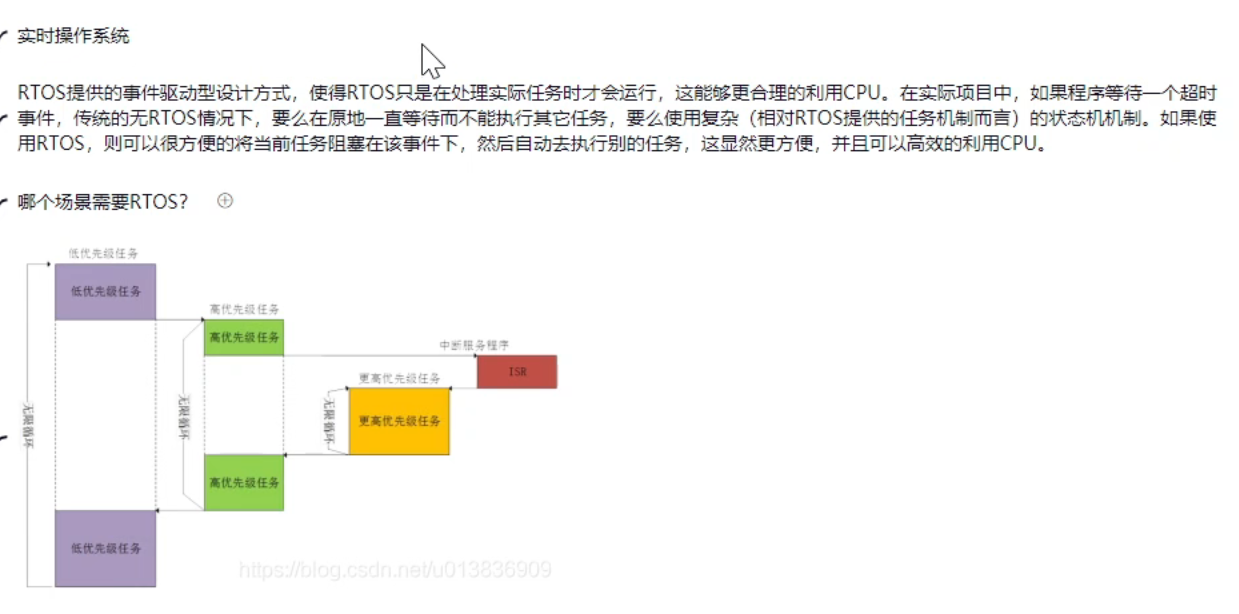 实时操作系统
RTOS提供的事件驱动型设计方式，使得RTOS只是在处理实际任务时才会运行，这能够更合理的利用CPU。在实际项目中，如果程序等待一个超时
事件，传统的无RTOS情况下，要么在原地一直等待而不能执行其它任务，要么使用复杂（相对RTOS提供的任务机制而言）的状态机机制。如果使
用RTOS，则可以很方便的将当前任务阻塞在该事件下，然后自动去执行别的任务，这显然更方便，并且可以高效的利用CPU。
哪个场景需要RTOS？
低优先级任务
低优先级任务
高优先级任务
高优先级任务
中断服务程序
ISR
更高优先级任务
更高优先级任务
无限循环
无限循环
无限循环
高优先级任务
低优先级任务
https://blog.csdn.net/u013836909